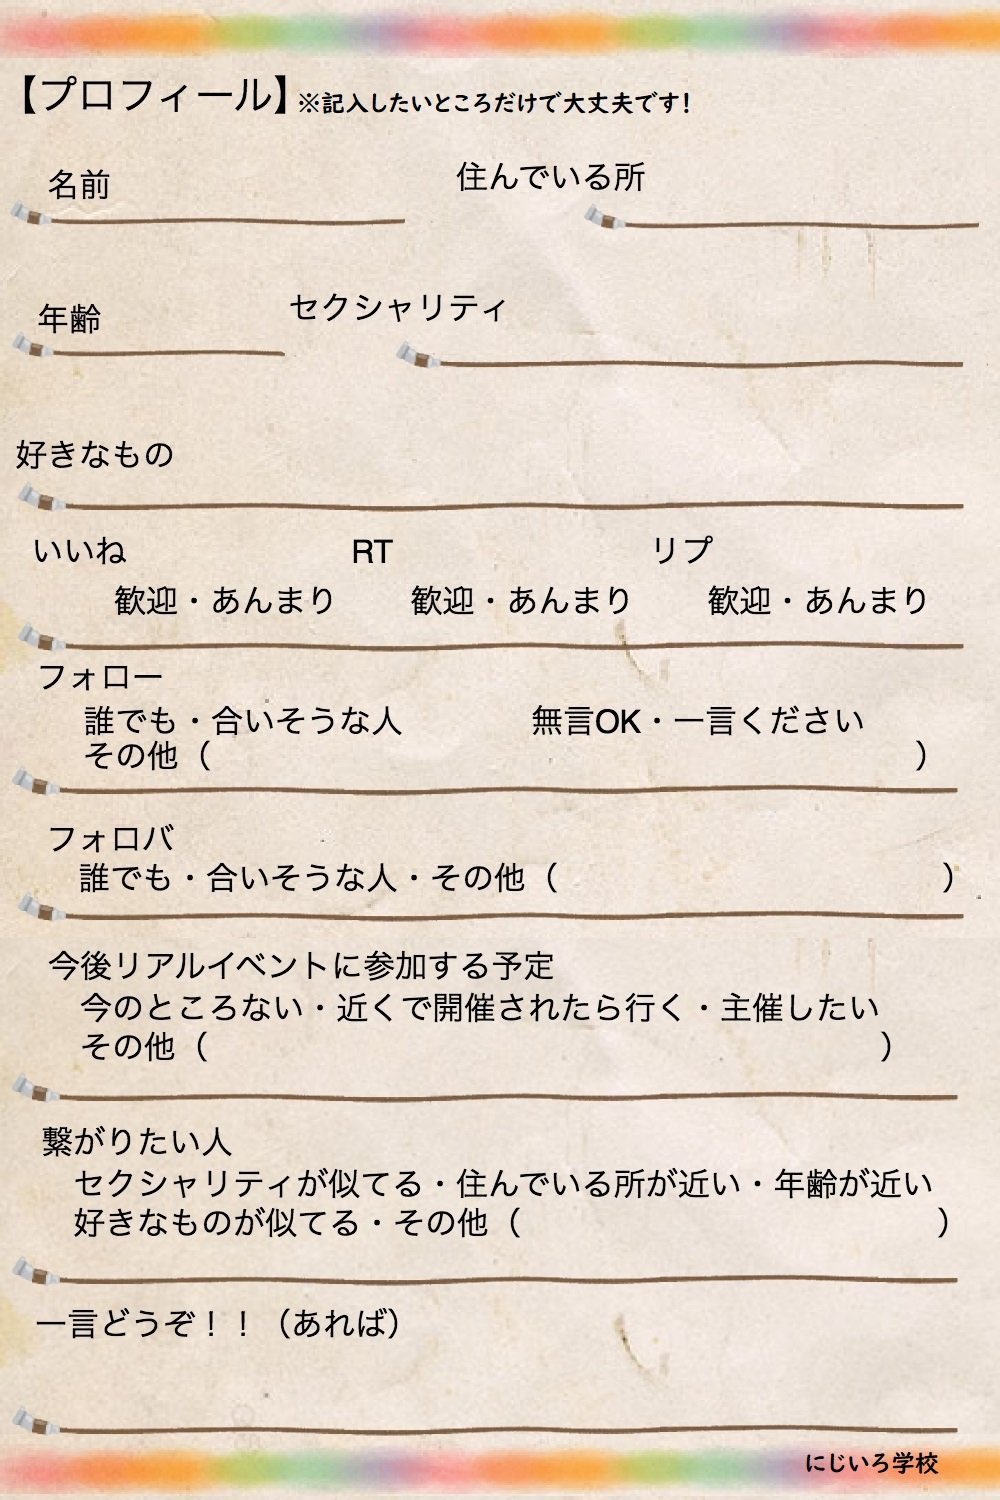 【プロフィール】※記入したいところだけで大丈夫です！
名前 住んでいる所
年齢 セクシャリティ
好きなもの
いいね RT リプ
歓迎・あんまり 歓迎・あんまり 歓迎・あんまり
フォロー
誰でも・合いそうな人 無言OK・一言ください
その他（ ）
フォロバ
誰でも・合いそうな人・その他（ ）
今後リアルイベントに参加する予定
今のところない・近くで開催されたら行く・主催したい
その他（ ）
繋がりたい人
セクシャリティが似てる・住んでいる所が近い・年齢が近い
好きなものが似てる・その他（ ）
一言どうぞ！！（あれば）
にじいろ学校